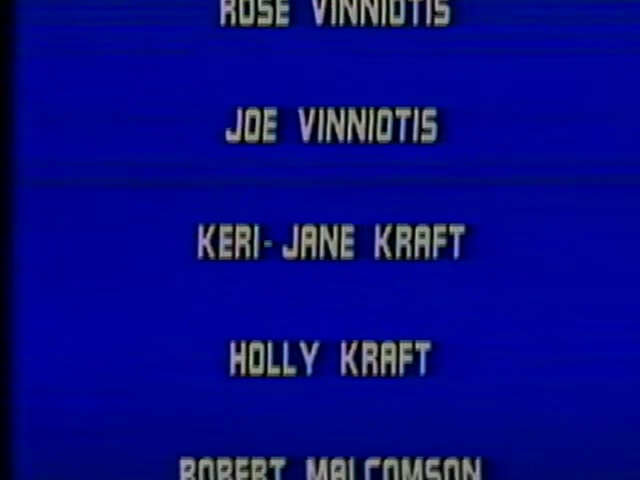 ROSE VINNIOTIS
JOE VINNIOTIS
KERI-JANE KRAFT
HOLLY KRAFT
ROBERT MALCOMSON